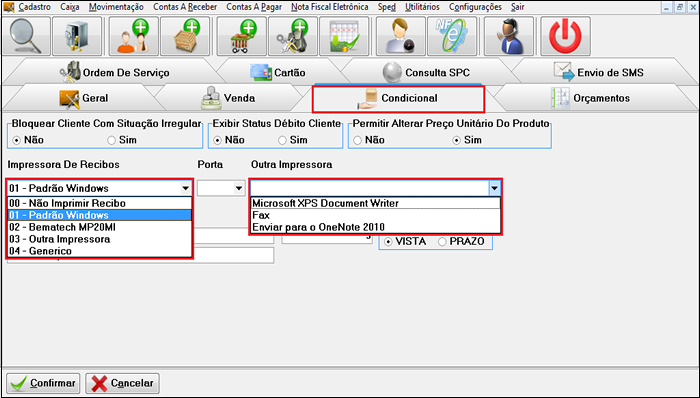 Cadastro Caixa Movimentação Contas A Receber Contas A Pagar Nota Fiscal Eletrônica Sped Utilitários Configurações Sair
Ordem De Serviço Cartão Consulta SPC Envio de SMS
Geral Venda Condicional Orçamentos
Bloquear Cliente Com Situação Irregular Exibir Status Débito Cliente Permitir Alterar Preço Unitário Do Produto
Não Sim Não Sim Não Sim
Impressora De Recibos Porta Outra Impressora
01 - Padrão Windows
00 - Não Imprimir Recibo Microsoft XPS Document Writer
01 - Padrão Windows Fax
02 - Bematech MP20MI Enviar para o OneNote 2010
03 - Outra Impressora VISTA PRAZO
04 - Generico
Confirmar Cancelar